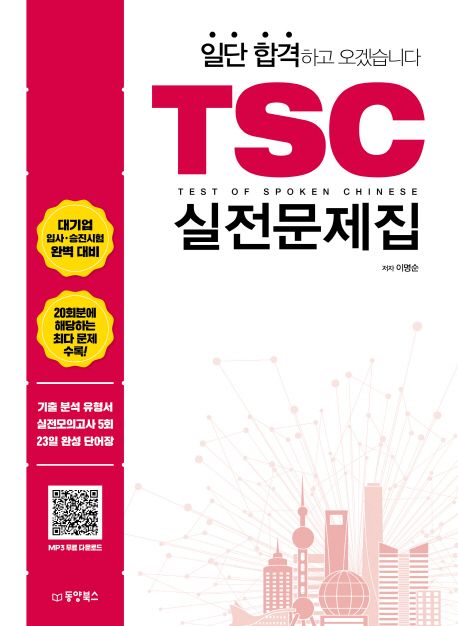 일단 합격하고 오겠습니다
TSC
TEST OF SPOKEN CHINESE
실전문제집
저자 이명순
대기업
입사·승진시험
완벽 대비
20회분에
해당하는
최다 문제
수록!
기출 분석 유형서
실전모의고사 5회
23일 완성 단어장
MP3 무료 다운로드
동양북스